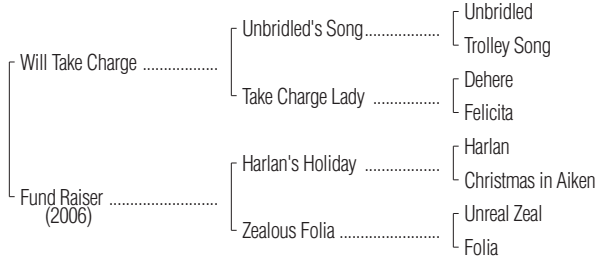 Unbridled
Unbridled's Song..................
Trolley Song
Will Take Charge ..................
Dehere
Take Charge Lady ................
Felicita
Harlan
Harlan's Holiday ..................
Christmas in Aiken
Fund Raiser ..........................
(2006)
Unreal Zeal
Zealous Folia ........................
Folia